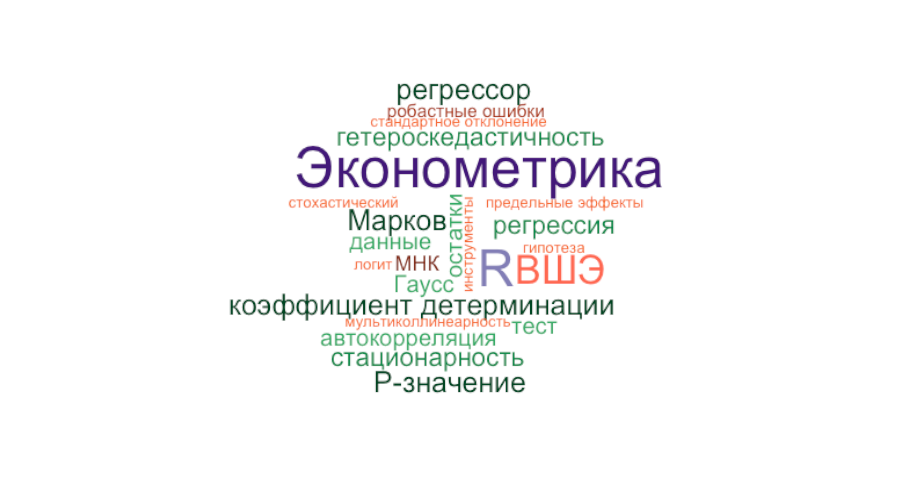 регрессор
робастные ошибки
стандартное отклонение
гетероскедастичность
Эконометрика
стохастический
предельные эффекты
Марков
остатки
инструменты
регрессия
данные
гипотеза
логит
МНК
R
ВШЭ
Гаусс
коэффициент детерминации
мультиколлинеарность
тест
автокорреляция
стационарность
Р-значение